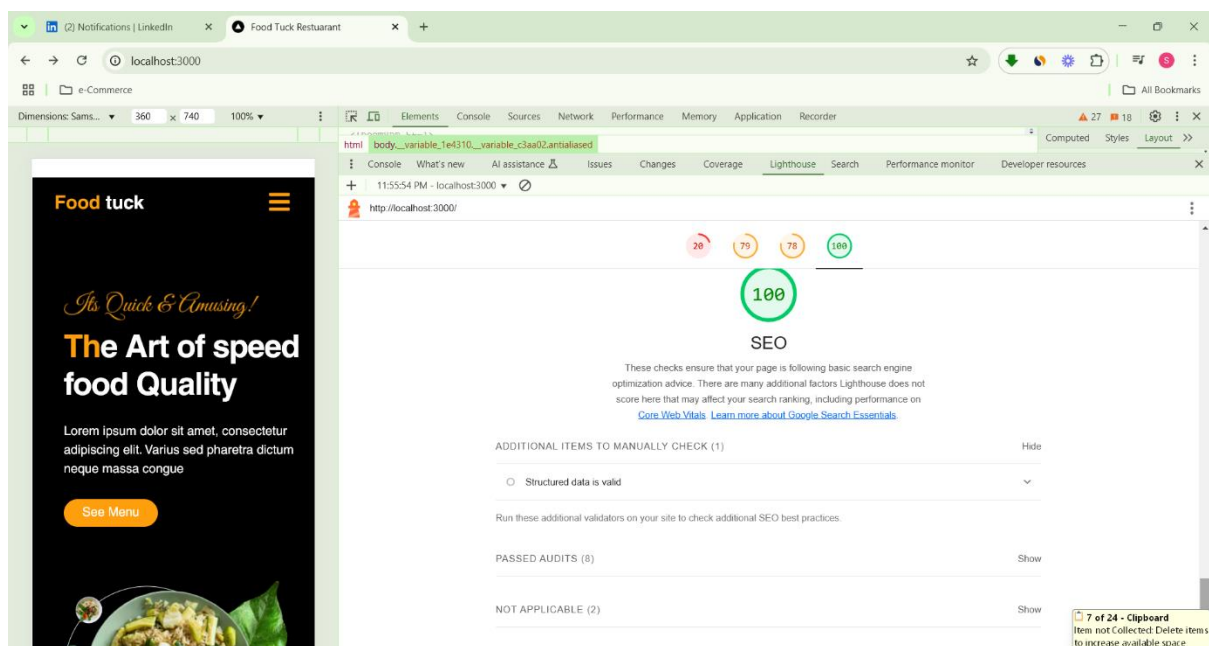 (2) Notifications | LinkedIn
Food Tuck Restuarant
localhost:3000
e-Commerce
All Bookmarks
Dimensions: Sams... 360 x 740 100%
Elements Console Sources Network Performance Memory Application Recorder
27 18
html body.__variable_1e4310.__variable_c3aa02.antialiased
Computed Styles Layout
Console What's new AI assistance Issues Changes Coverage Lighthouse Search Performance monitor Developer resources
11:55:54 PM - localhost:3000
http://localhost:3000/
20 79 78 100
100
SEO
These checks ensure that your page is following basic search engine
optimization advice. There are many additional factors Lighthouse does not
score here that may affect your search ranking, including performance on
Core Web Vitals. Learn more about Google Search Essentials.
ADDITIONAL ITEMS TO MANUALLY CHECK (1) Hide
Structured data is valid
Run these additional validators on your site to check additional SEO best practices.
PASSED AUDITS (8) Show
NOT APPLICABLE (2) Show
Food tuck
Its Quick & Amusing!
The Art of speed
food Quality
Lorem ipsum dolor sit amet, consectetur
adipiscing elit. Varius sed pharetra dictum
neque massa congue
See Menu
7 of 24 - Clipboard
Item not Collected: Delete items
to increase available space